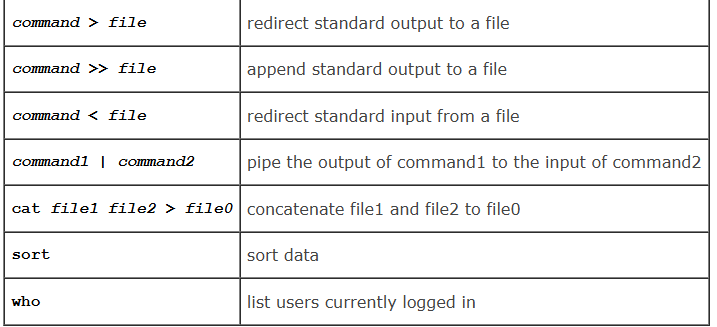 command > file redirect standard output to a file
command >> file append standard output to a file
command < file redirect standard input from a file
command1 | command2 pipe the output of command1 to the input of command2
cat file1 file2 > file0 concatenate file1 and file2 to file0
sort sort data
who list users currently logged in